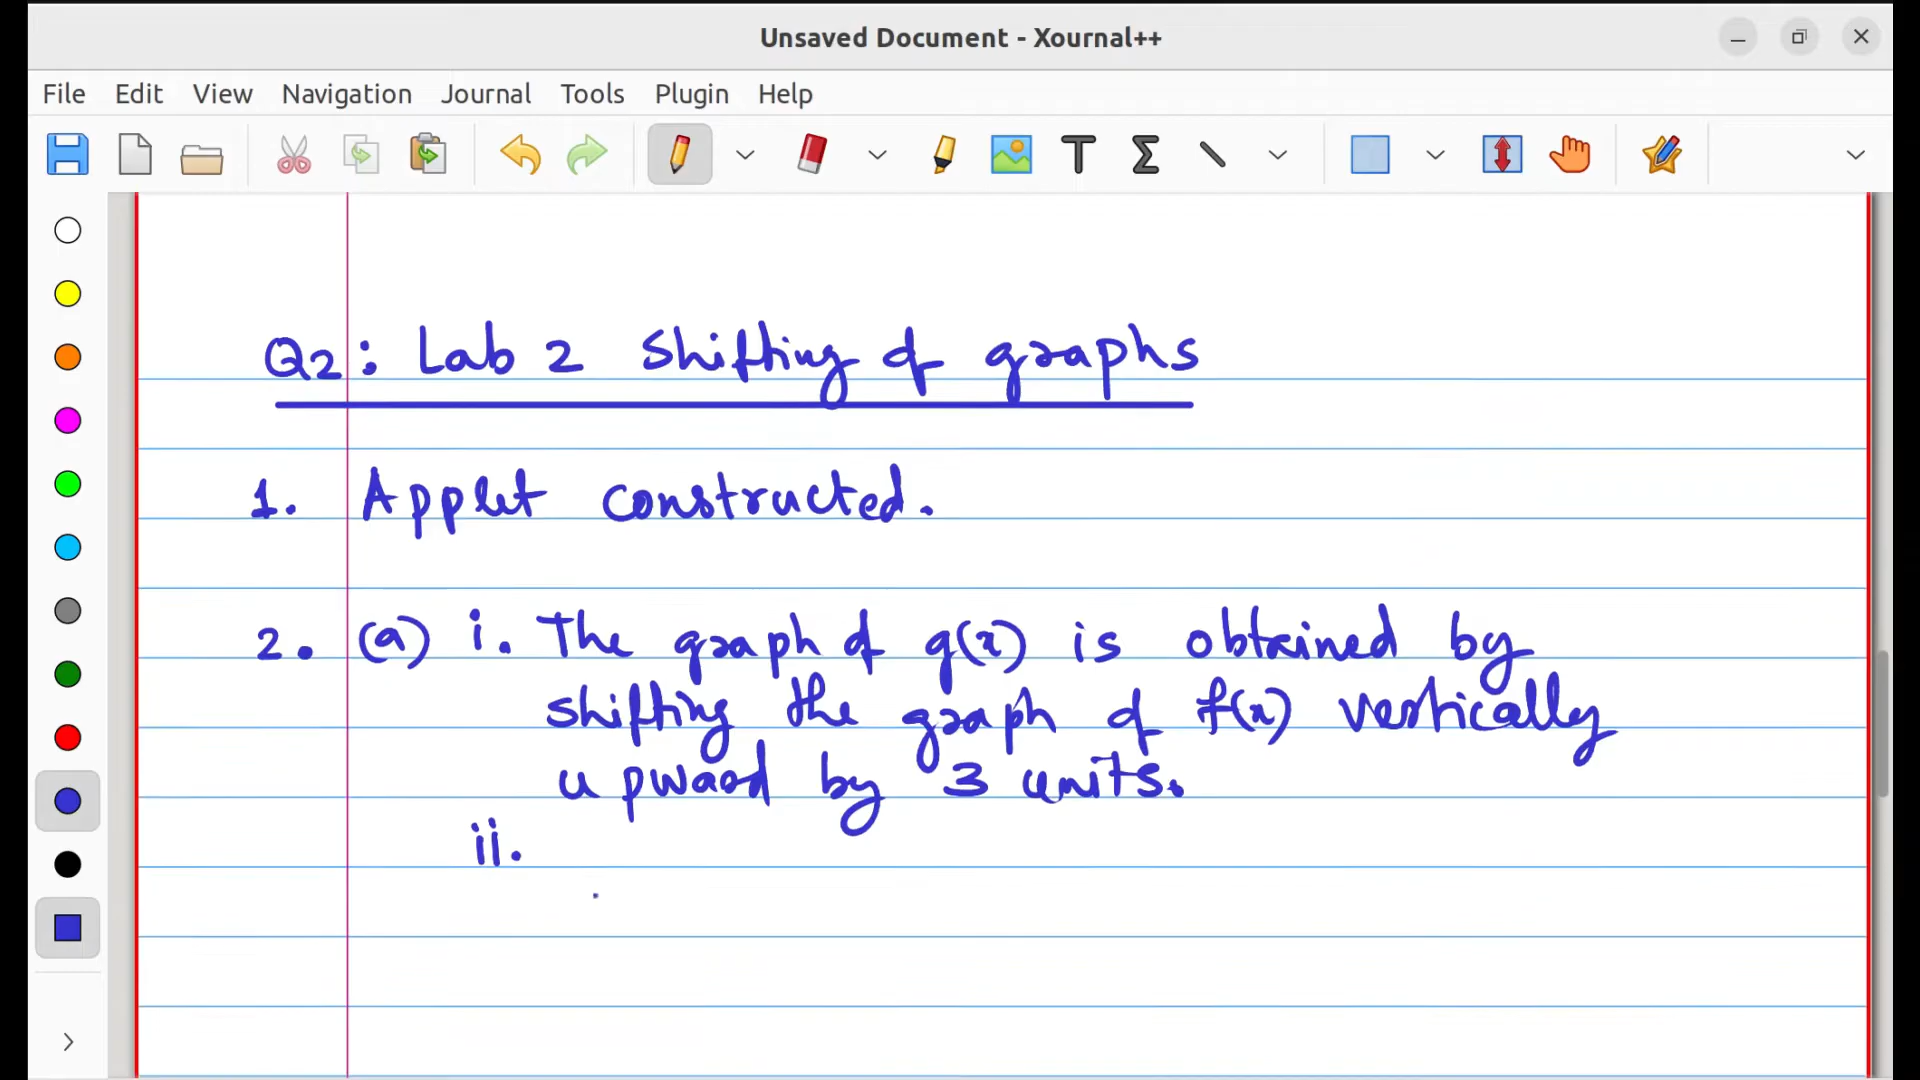 Unsaved Document - Xournal++
File Edit View Navigation Journal Tools Plugin Help
Q2: Lab 2 Shifting of graphs
1. Applet constructed.
2. (a) i. The graph of g(x) is obtained by
shifting the graph of f(x) vertically
upward by 3 units.
ii.